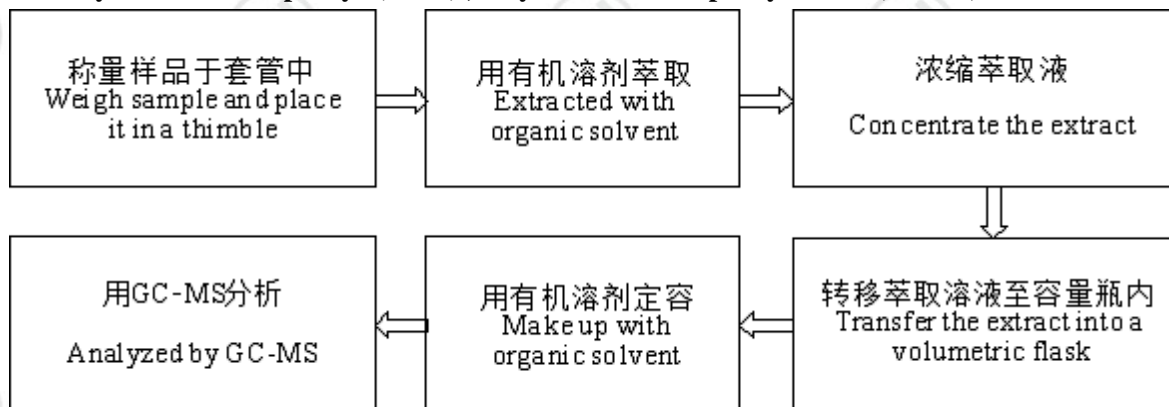 称量样品于套管中
Weigh sample and place
it in a thimble
用有机溶剂萃取
Extracted with
organic solvent
浓缩萃取液
Concentrate the extract
转移萃取溶液至容量瓶内
Transfer the extract into a
volumetric flask
用有机溶剂定容
Make up with
organic solvent
用GC-MS分析
Analyzed by GC-MS